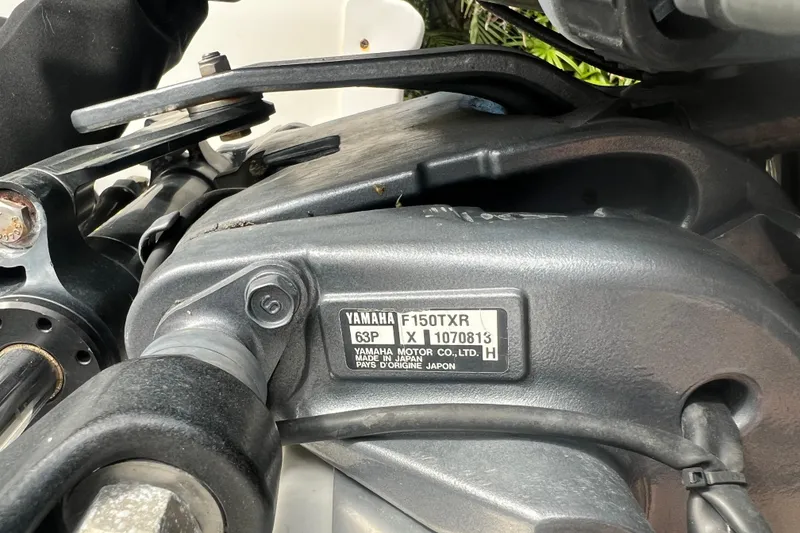 YAMAHA F150TXR
63P X 1070813
YAMAHA MOTOR CO., LTD. H
MADE IN JAPAN
PAYS D'ORIGINE JAPON